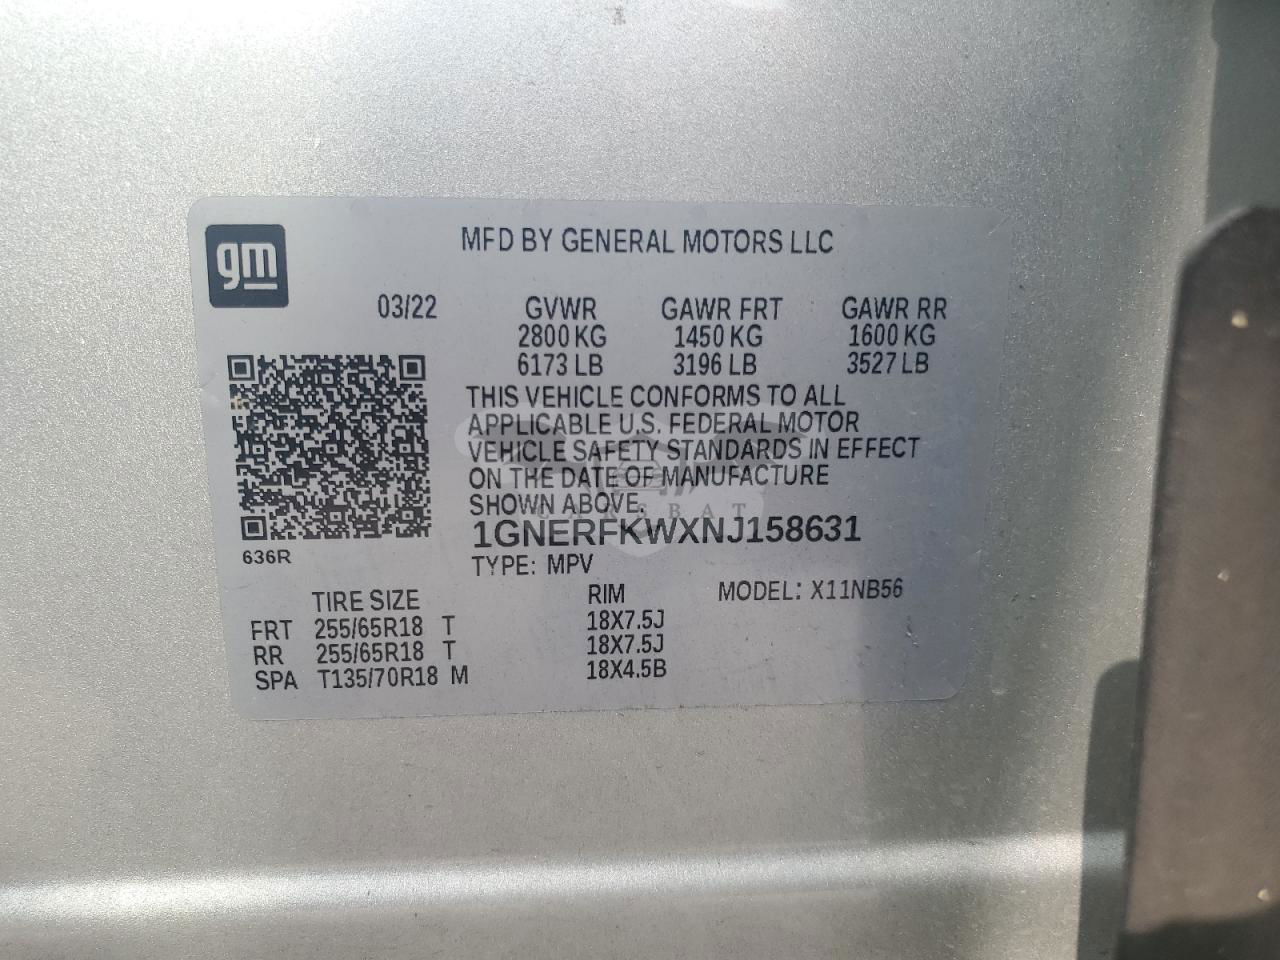 gm
MFD BY GENERAL MOTORS LLC
03/22 GVWR GAWR FRT GAWR RR
2800 KG 1450 KG 1600 KG
6173 LB 3196 LB 3527 LB
THIS VEHICLE CONFORMS TO ALL
APPLICABLE U.S. FEDERAL MOTOR
VEHICLE SAFETY STANDARDS IN EFFECT
ON THE DATE OF MANUFACTURE
SHOWN ABOVE.
CARSBAT
1GNERFKWXNJ158631
636R
TYPE: MPV
TIRE SIZE RIM MODEL: X11NB56
FRT 255/65R18 T 18X7.5J
RR 255/65R18 T 18X7.5J
SPA T135/70R18 M 18X4.5B